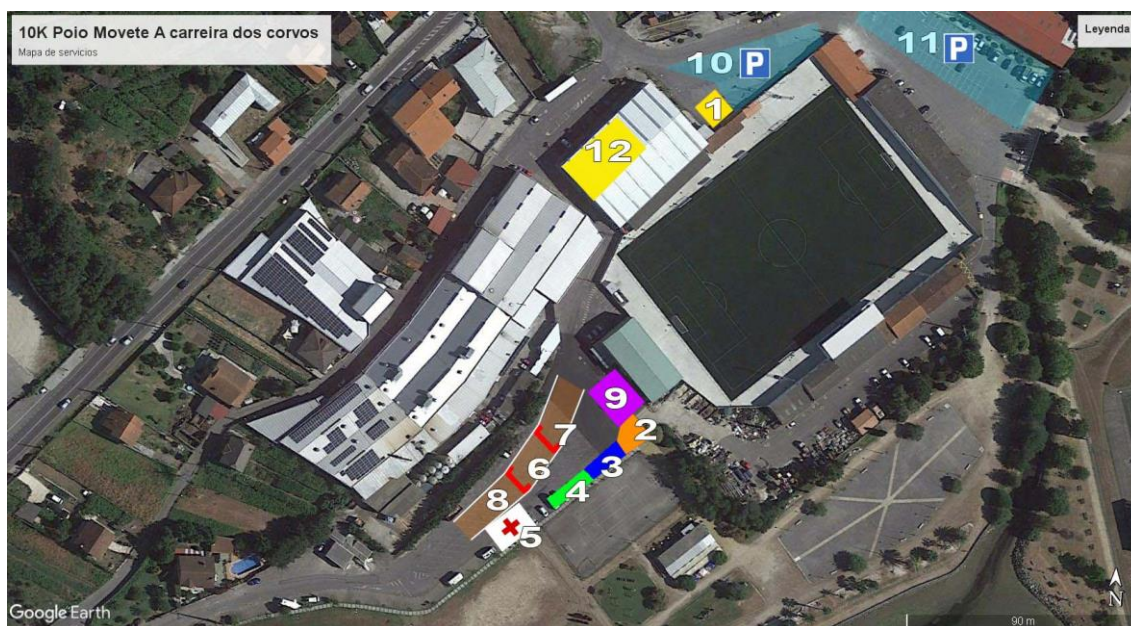 10K Poio Movete A carreira dos corvos
Mapa de servicios
Leyenda
11 P
10 P
1
12
9
2
7
3
6
4
8
5
Google Earth
90 m
N